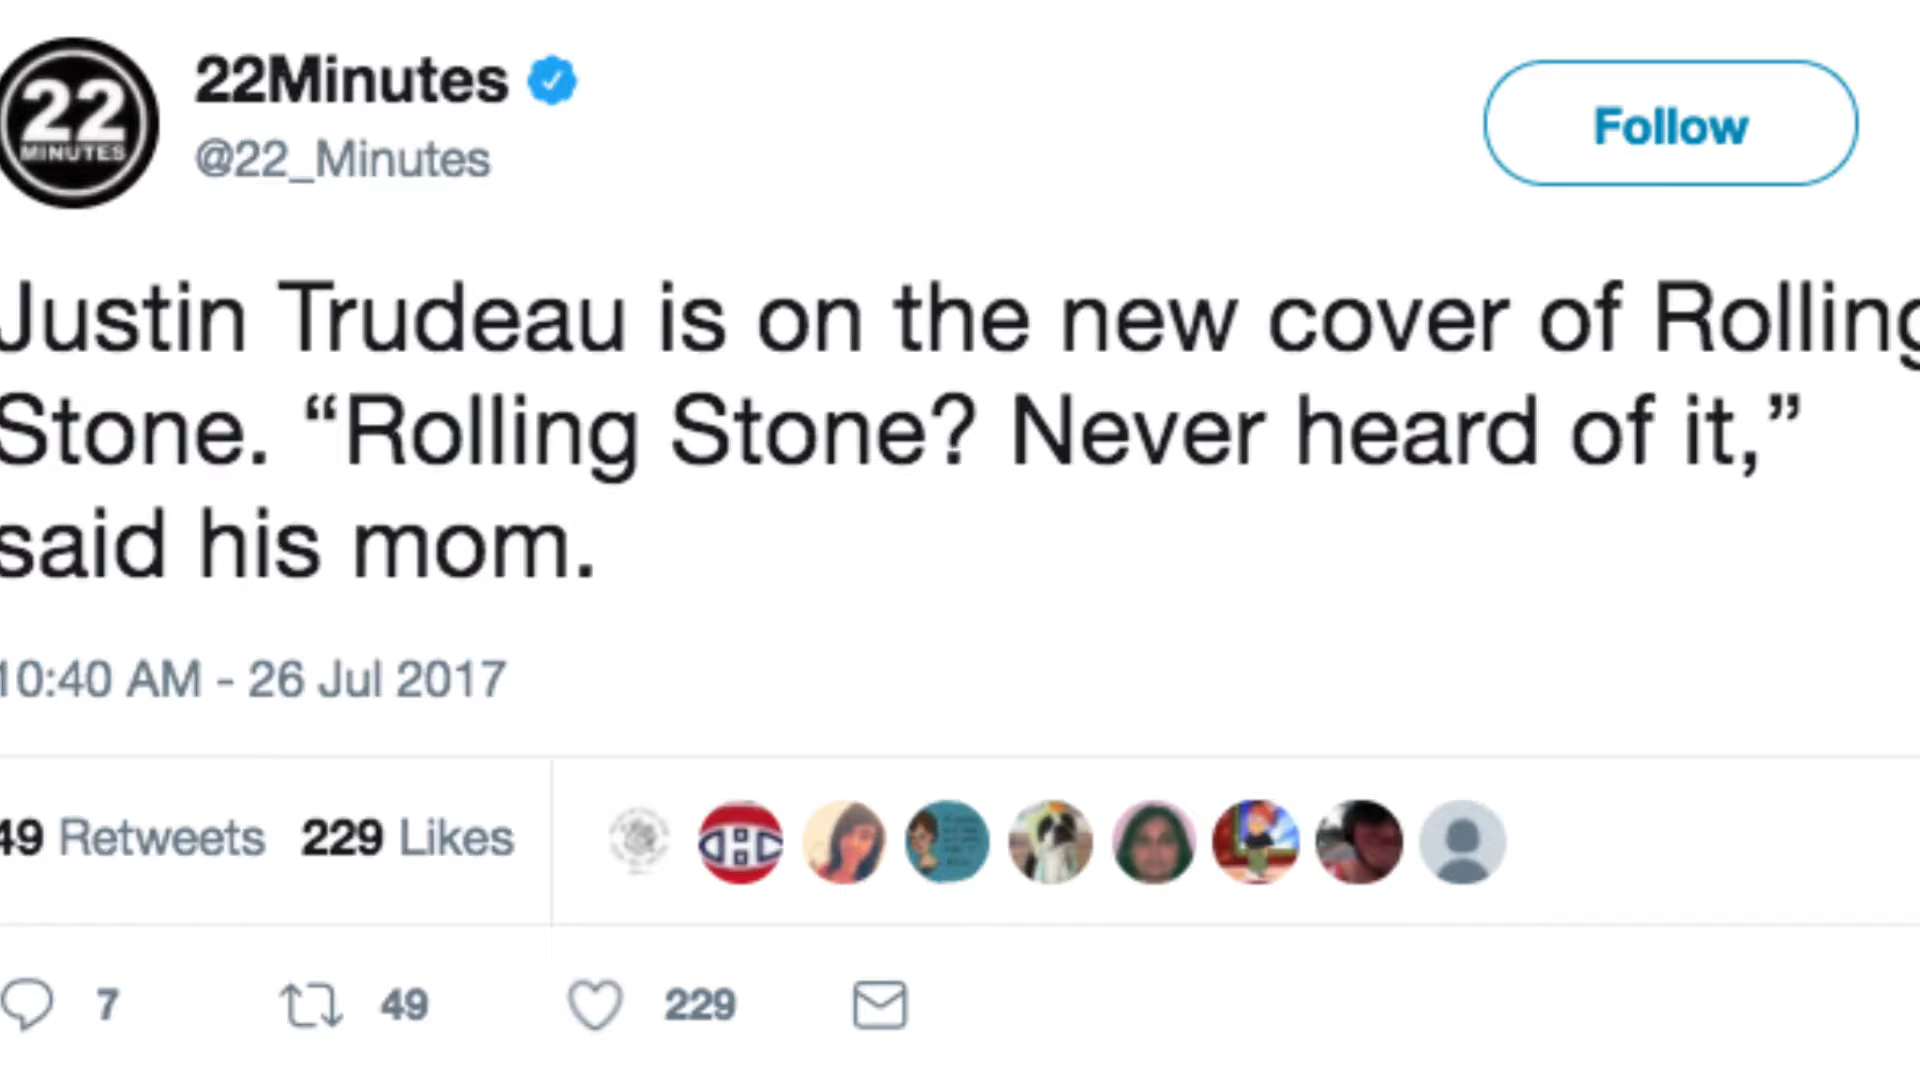 22 MINUTES
22Minutes
@22_Minutes
Follow
Justin Trudeau is on the new cover of Rolling
Stone. “Rolling Stone? Never heard of it,”
said his mom.
10:40 AM - 26 Jul 2017
49 Retweets 229 Likes
7 49 229